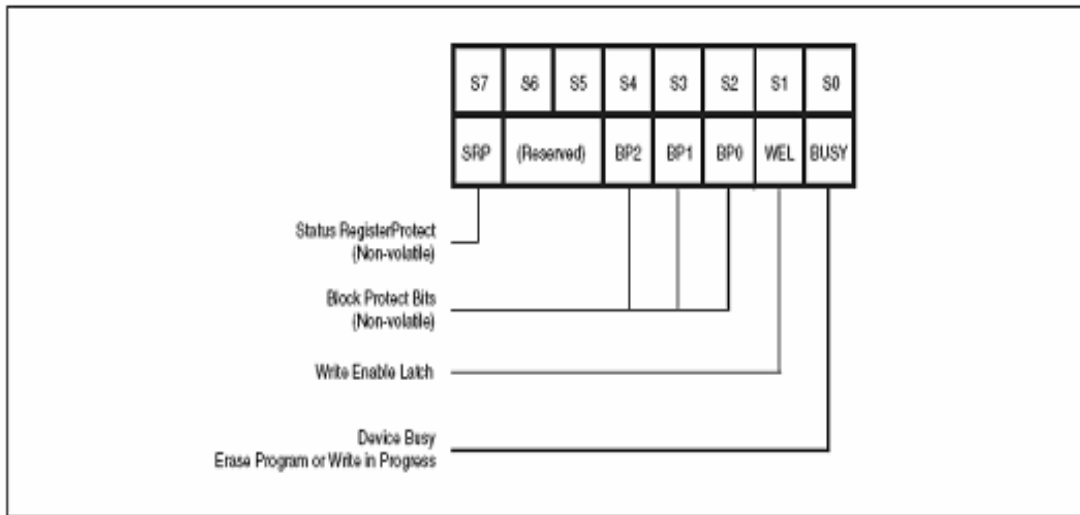 S7 S6 S5 S4 S3 S2 S1 S0
SRP (Reserved) BP2 BP1 BP0 WEL BUSY
Status RegisterProtect
(Non-volatile)
Block Protect Bits
(Non-volatile)
Write Enable Latch
Device Busy
Erase Program or Write in Progress